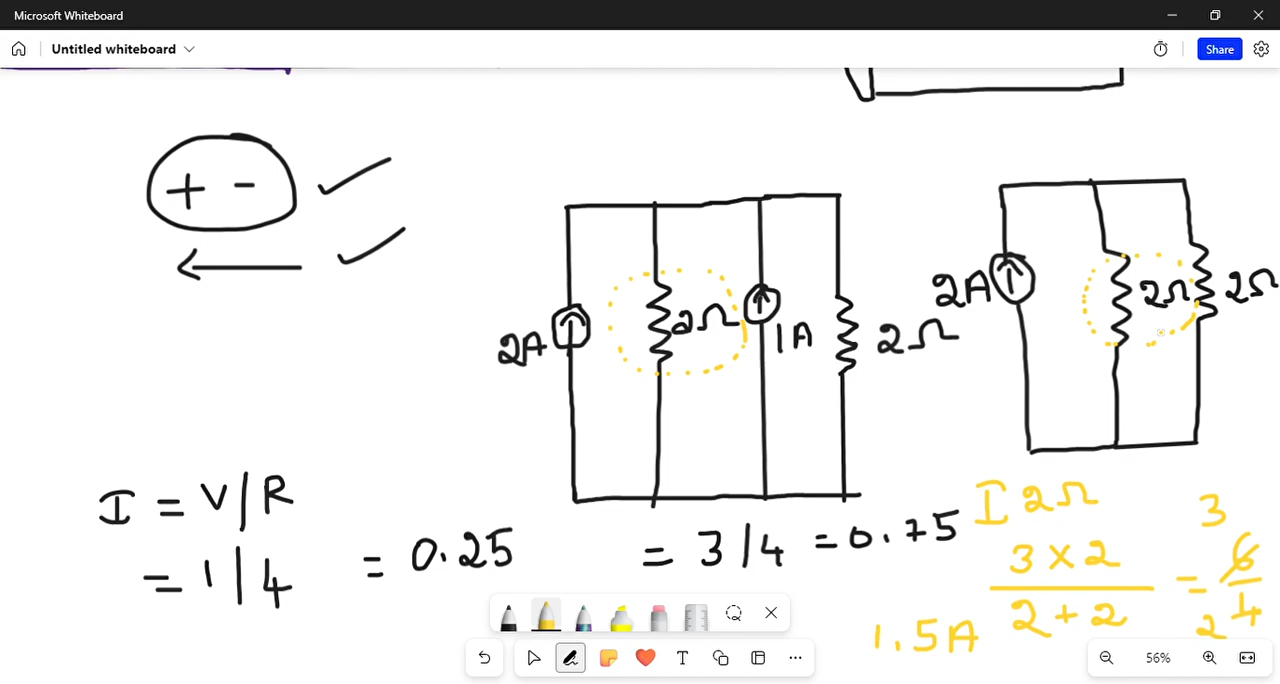 Microsoft Whiteboard
Untitled whiteboard
Share
+ -
2A
2Ω
1A
2Ω
2A
2Ω
2Ω
I = V/R
= 1/4 = 0.25
= 3/4 = 0.75
I 2Ω
3 × 2
2 + 2
= 6
4
3
2
1.5A
56%